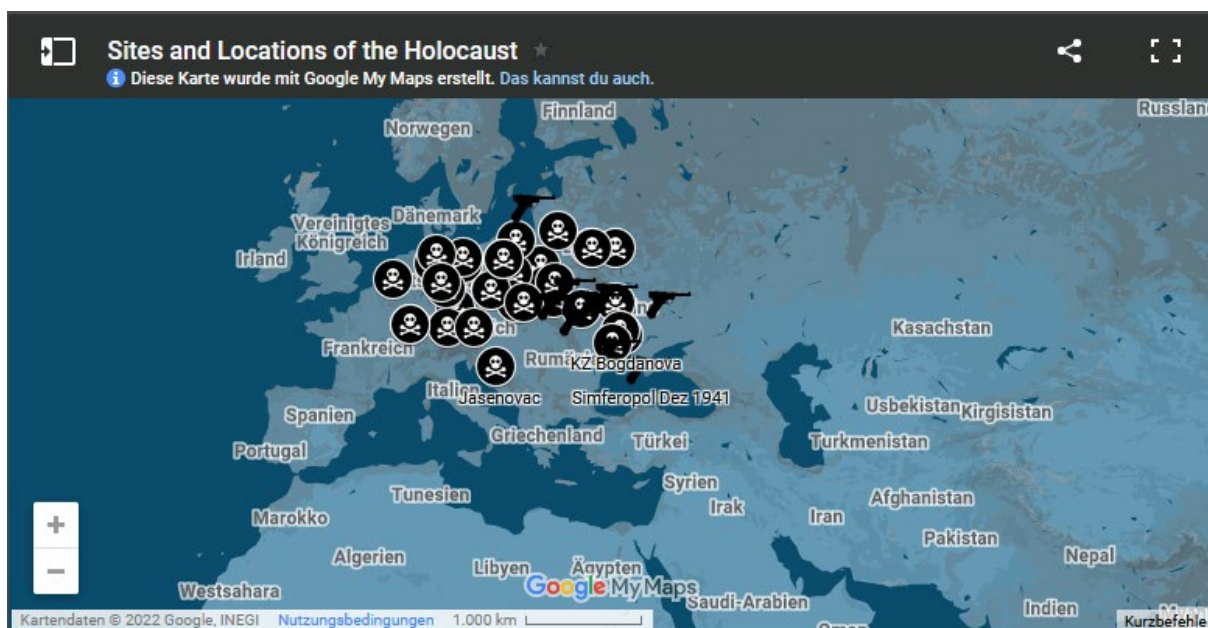 Sites and Locations of the Holocaust
Diese Karte wurde mit Google My Maps erstellt. Das kannst du auch.
Finnland
Russland
Norwegen
Dänemark
Vereinigtes
Königreich
Irland
Kasachstan
Frankreich
KZ Bogdanova
Italien
Jasenovac
Simferopol Dez 1941
Spanien
Usbekistan
Kirgisistan
Griechenland
Türkei
Turkmenistan
Portugal
Syrien
Tunesien
Afghanistan
Irak
Iran
Marokko
Pakistan
Algerien
Nepal
Libyen
Ägypten
Westsahara
Google My Maps
Saudi-Arabien
Indien
Kartendaten © 2022 Google, INEGI
Nutzungsbedingungen
1.000 km
Kurzbefehle